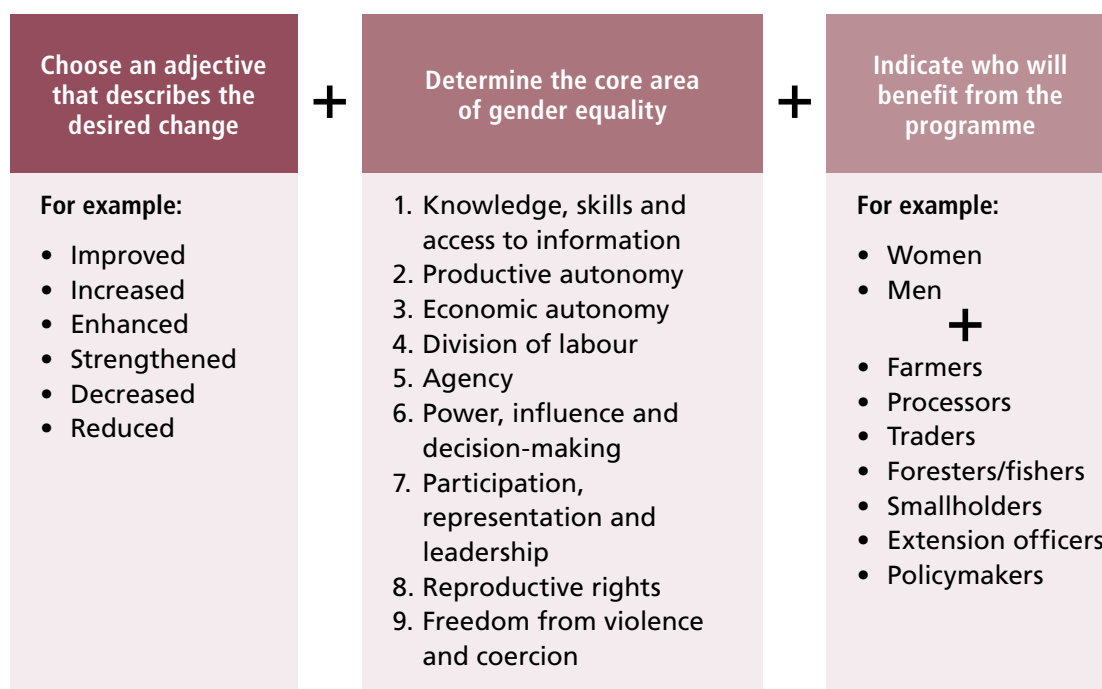 Choose an adjective
that describes the
desired change
+
Determine the core area
of gender equality
+
Indicate who will
benefit from the
programme
For example:
• Improved
• Increased
• Enhanced
• Strengthened
• Decreased
• Reduced
1. Knowledge, skills and
access to information
2. Productive autonomy
3. Economic autonomy
4. Division of labour
5. Agency
6. Power, influence and
decision-making
7. Participation,
representation and
leadership
8. Reproductive rights
9. Freedom from violence
and coercion
For example:
• Women
• Men
+
• Farmers
• Processors
• Traders
• Foresters/fishers
• Smallholders
• Extension officers
• Policymakers